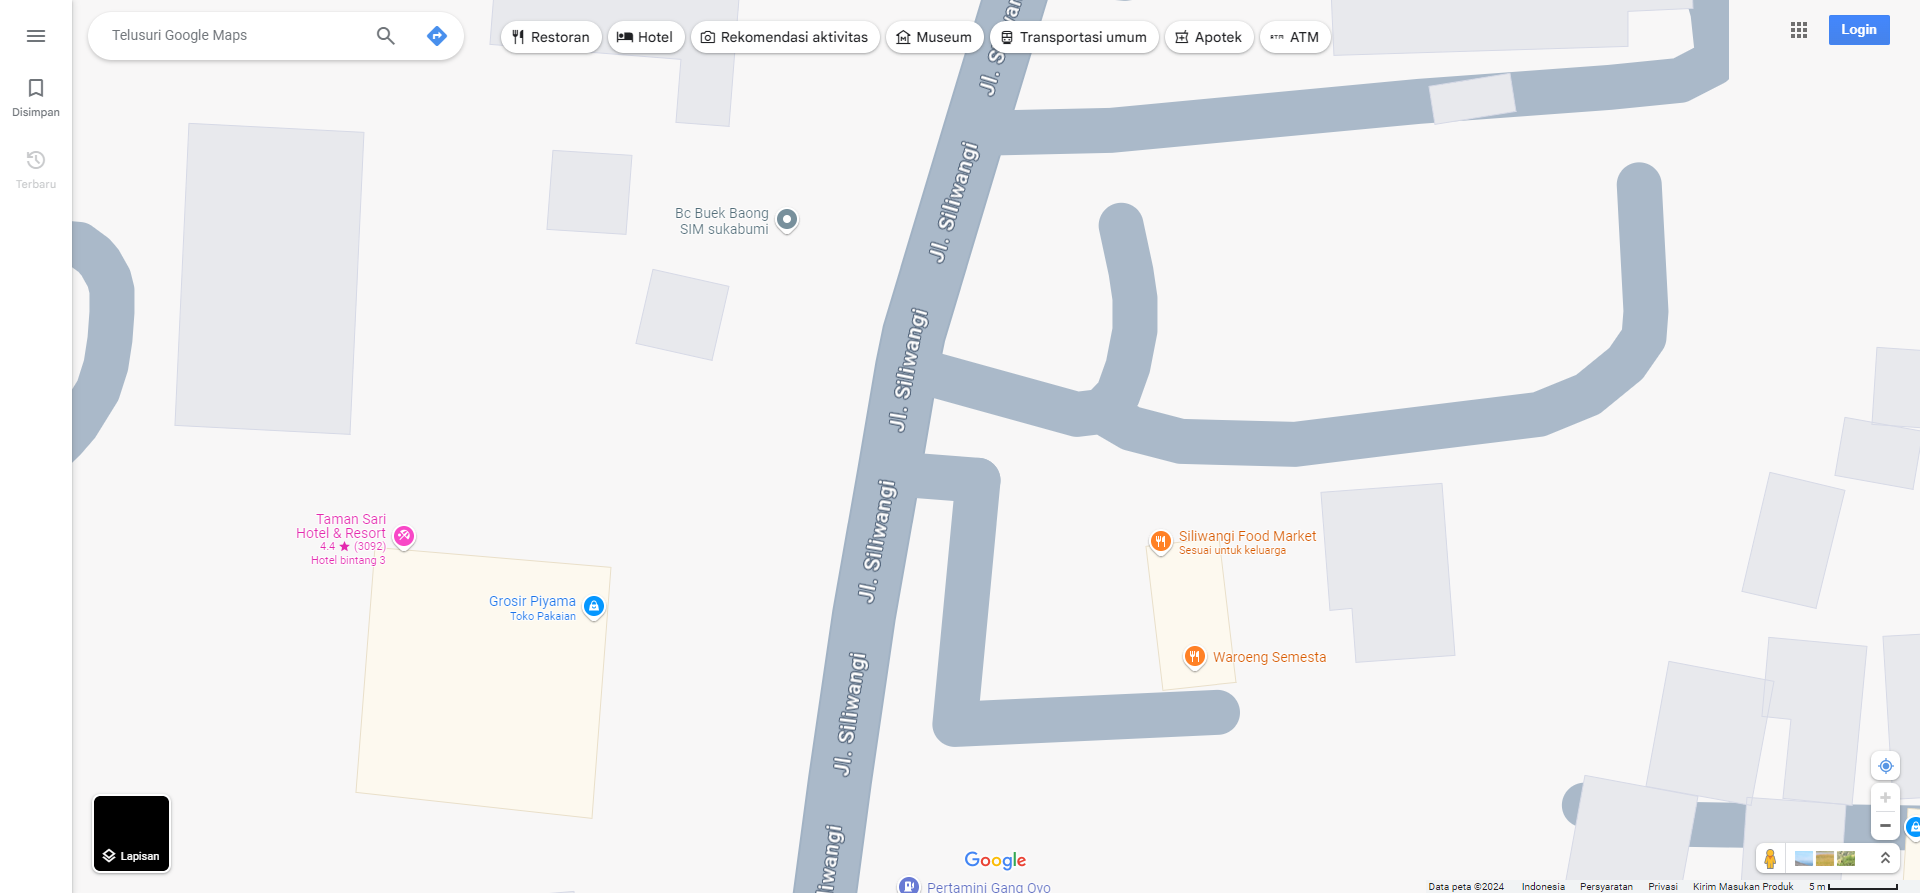 Telusuri Google Maps
Restoran
Hotel
Rekomendasi aktivitas
Museum
Transportasi umum
Apotek
ATM
Login
Disimpan
Terbaru
Jl. Siliwangi
Jl. Siliwangi
Bc Buek Baong
SIM sukabumi
Jl. Siliwangi
Jl. Siliwangi
Taman Sari
Hotel & Resort
4.4 ★ (3092)
Hotel bintang 3
Siliwangi Food Market
Sesuai untuk keluarga
Grosir Piyama
Toko Pakaian
Waroeng Semesta
Jl. Siliwangi
Lapisan
Google
Pertamini Gang Oyo
Data peta ©2024 Indonesia Persyaratan Privasi Kirim Masukan Produk 5 m